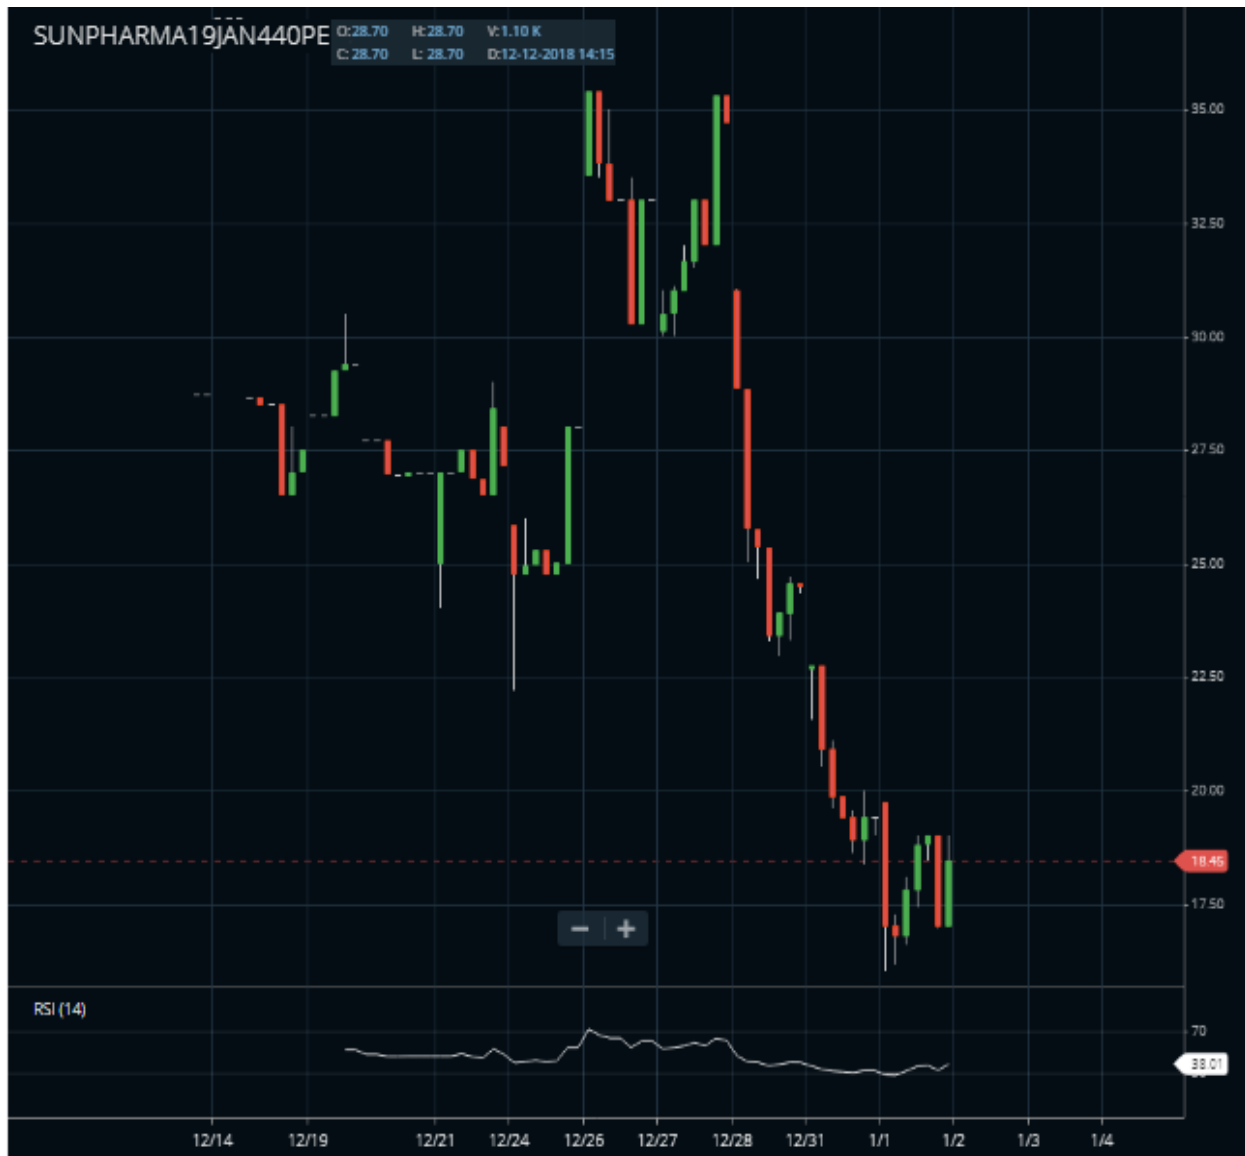 SUNPHARMA19JAN440PE
O:28.70 H:28.70 V:1.10 K
C:28.70 L: 28.70 D:12-12-2018 14:15
35.00
32.50
30.00
27.50
25.00
22.50
20.00
18.45
17.50
− +
RSI (14)
70
38.01
12/14 12/19 12/21 12/24 12/26 12/27 12/28 12/31 1/1 1/2 1/3 1/4